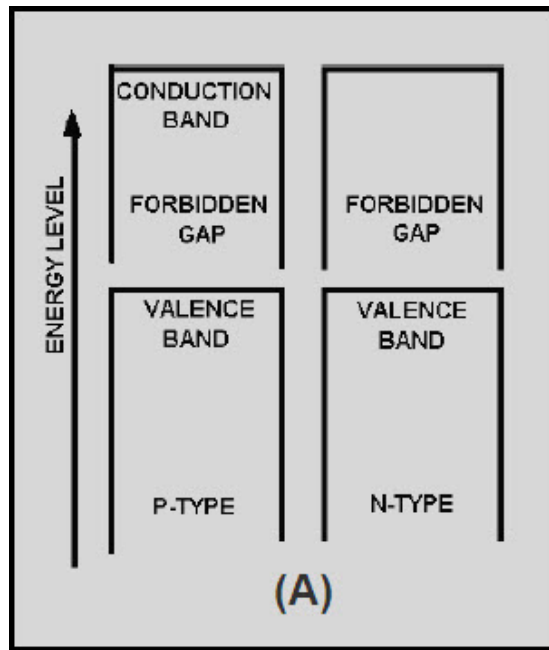 CONDUCTION
BAND
FORBIDDEN
GAP
FORBIDDEN
GAP
ENERGY LEVEL
VALENCE
BAND
VALENCE
BAND
P-TYPE
N-TYPE
(A)